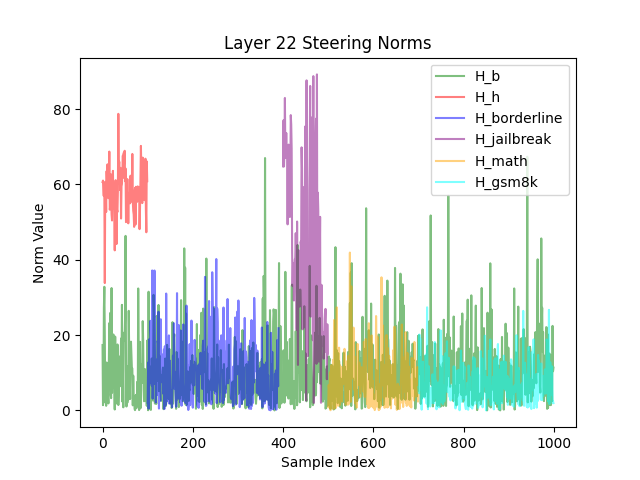 Layer 22 Steering Norms
H_b
H_h
H_borderline
H_jailbreak
H_math
H_gsm8k
Norm Value
80
60
40
20
0
0 200 400 600 800 1000
Sample Index